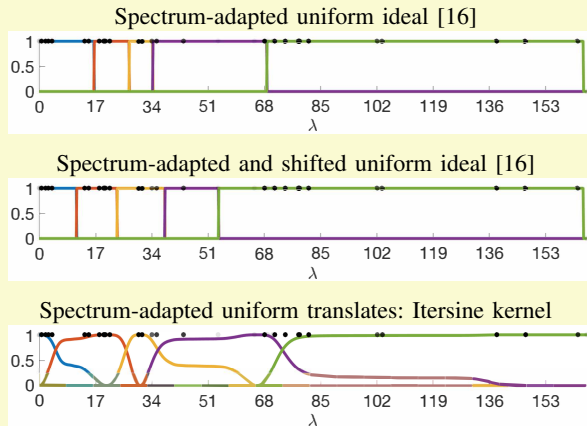 Spectrum-adapted uniform ideal [16]
1
0.5
0
0 17 34 51 68 85 102 119 136 153
λ
Spectrum-adapted and shifted uniform ideal [16]
1
0.5
0
0 17 34 51 68 85 102 119 136 153
λ
Spectrum-adapted uniform translates: Itersine kernel
1
0.5
0
0 17 34 51 68 85 102 119 136 153
λ